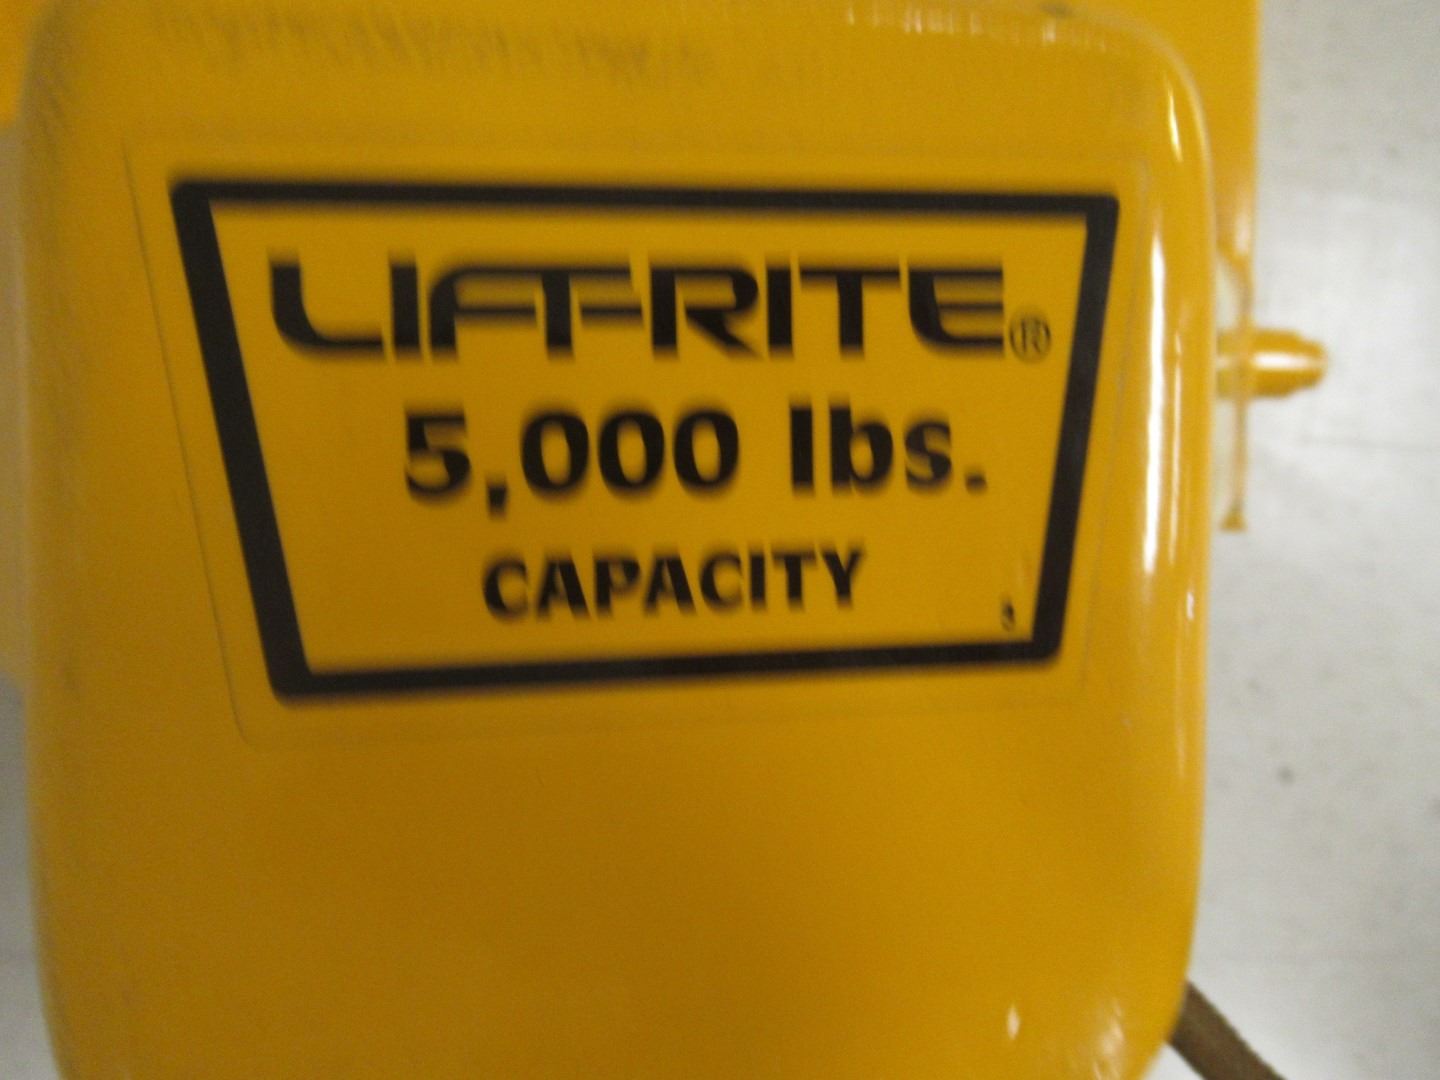 LIFT-RITE®
5,000 lbs.
CAPACITY